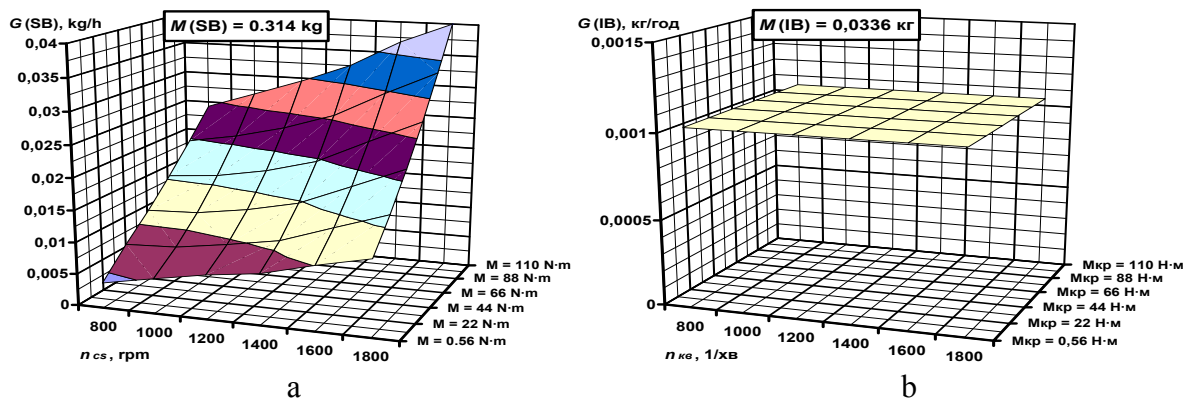 G (SB), kg/h
M (SB) = 0.314 kg
0,04
0,035
0,03
0,025
0,02
0,015
0,01
0,005
0
800
1000
1200
1400
1600
1800
n cs, rpm
M = 110 N·m
M = 88 N·m
M = 66 N·m
M = 44 N·m
M = 22 N·m
M = 0.56 N·m
a
G (IB), кг/год
M (IB) = 0,0336 кг
0,0015
0,001
0,0005
0
800
1000
1200
1400
1600
1800
n кв, 1/хв
Мкр = 110 Н·м
Мкр = 88 Н·м
Мкр = 66 Н·м
Мкр = 44 Н·м
Мкр = 22 Н·м
Мкр = 0,56 Н·м
b